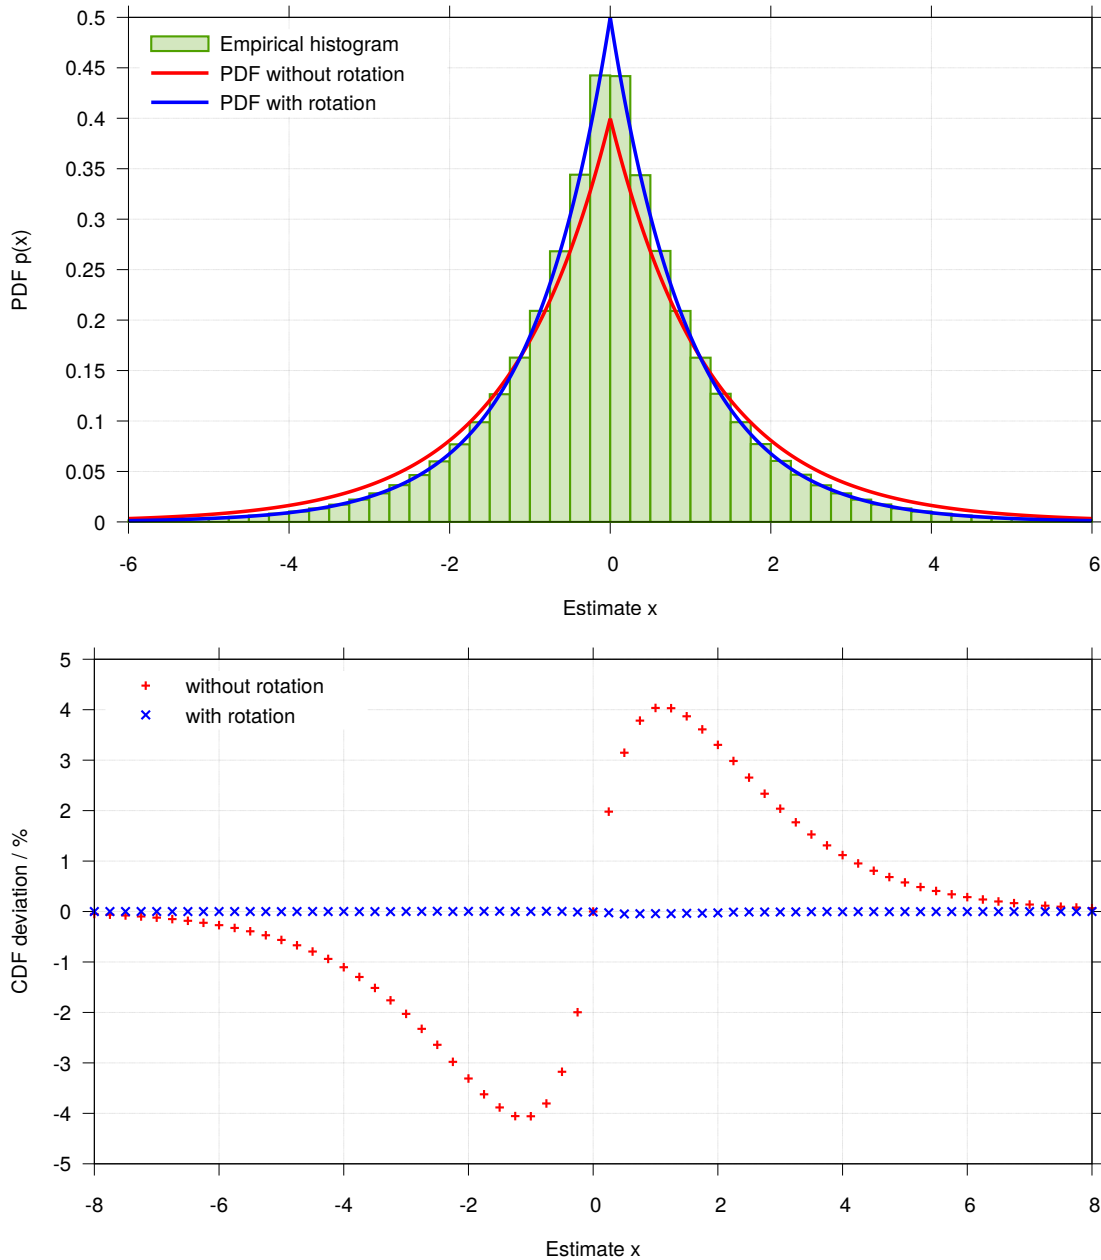 0.5
0.45
0.4
0.35
0.3
0.25
0.2
0.15
0.1
0.05
0
PDF p(x)
Empirical histogram
PDF without rotation
PDF with rotation
-6 -4 -2 0 2 4 6
Estimate x
5
4
3
2
1
0
-1
-2
-3
-4
-5
CDF deviation / %
without rotation
with rotation
-8 -6 -4 -2 0 2 4 6 8
Estimate x